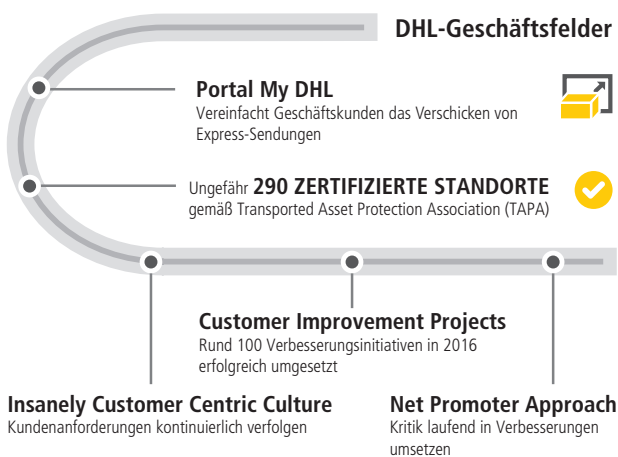 DHL-Geschäftsfelder
Portal My DHL
Vereinfacht Geschäftskunden das Verschicken von
Express-Sendungen
Ungefähr 290 ZERTIFIZIERTE STANDORTE
gemäß Transported Asset Protection Association (TAPA)
Customer Improvement Projects
Rund 100 Verbesserungsinitiativen in 2016
erfolgreich umgesetzt
Insanely Customer Centric Culture
Kundenanforderungen kontinuierlich verfolgen
Net Promoter Approach
Kritik laufend in Verbesserungen
umsetzen